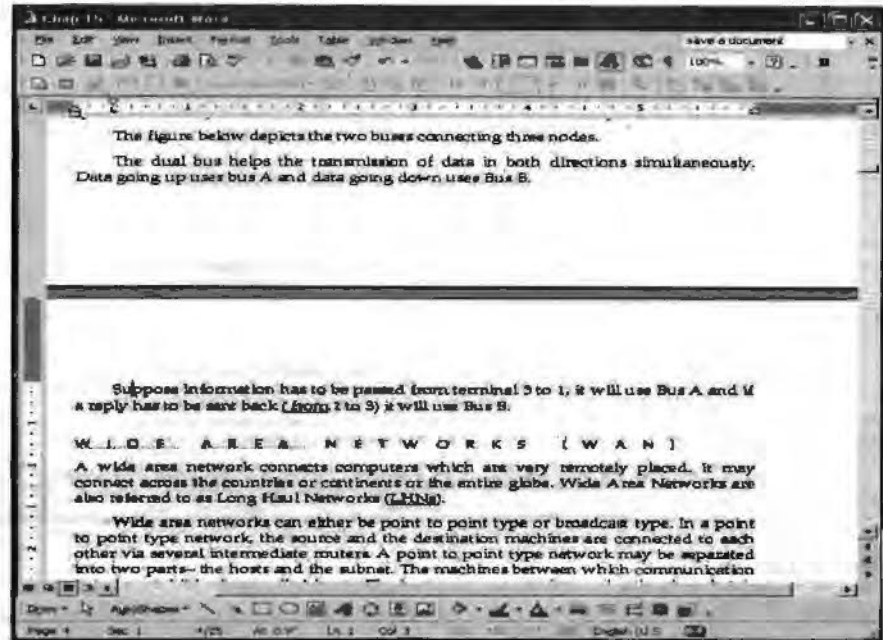 Chap 15 Microsoft Word
File Edit View Insert Format Tools Table Window Help save a document
100%
The figure below depicts the two buses connecting three nodes.
The dual bus helps the transmission of data in both directions simultaneously.
Data going up uses bus A and data going down uses Bus B.
Suppose Information has to be passed from terminal 3 to 1, it will use Bus A and if
a reply has to be sent back ( from 1 to 3) it will use Bus B.
WIDE AREA NETWORKS (WAN)
A wide area network connects computers which are very remotely placed. It may
connect across the countries or continents or the entire globe. Wide Area Networks are
also referred to as Long Haul Networks (LHNs).
Wide area networks can either be point to point type or broadcast type. In a point
to point type network, the source and the destination machines are connected to each
other via several intermediate routers. A point to point type network may be separated
into two parts– the hosts and the subnet. The machines between which communication
Draw AutoShapes
Page 4 Sec 1 Ln 1 Col 3 English (U.S